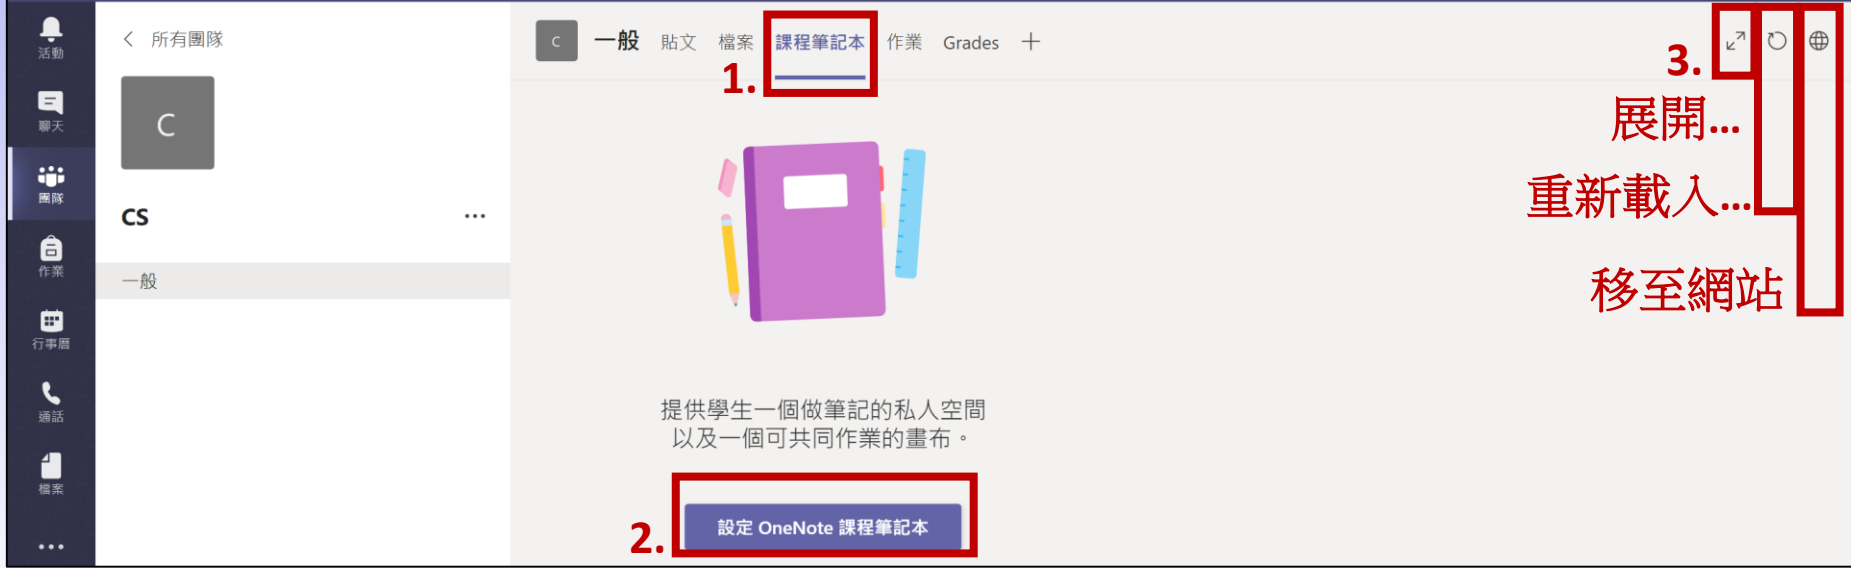 活動
聊天
團隊
作業
行事曆
通話
檔案
所有團隊
C
CS
一般
C 一般 貼文 檔案 課程筆記本 作業 Grades
1.
提供學生一個做筆記的私人空間
以及一個可共同作業的畫布。
2.
設定 OneNote 課程筆記本
3.
展開...
重新載入...
移至網站